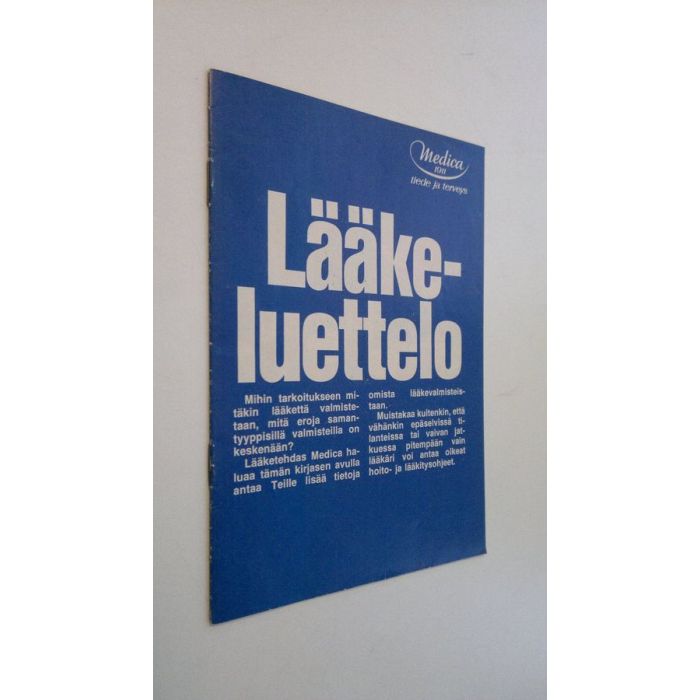 Medica
1911
tiede ja terveys
Lääke-
luettelo
Mihin tarkoitukseen mi-
täkin lääkettä valmiste-
taan, mitä eroja saman-
tyyppisillä valmisteilla on
keskenään?
Lääketehdas Medica ha-
luaa tämän kirjasen avulla
antaa Teille lisää tietoja
omista lääkevalmisteis-
taan.
Muistakaa kuitenkin, että
vähänkin epäselvissä ti-
lanteissa tai vaivan jat-
kuessa pitempään vain
lääkäri voi antaa oikeat
hoito- ja lääkitysohjeet.